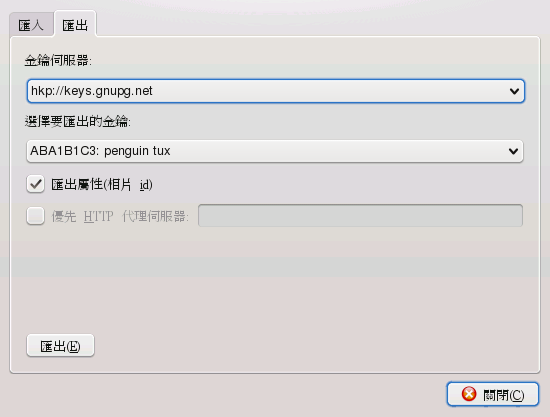 匯入 匯出
金鑰伺服器:
hkp://keys.gnupg.net
選擇要匯出的金鑰:
ABA1B1C3: penguin tux
匯出屬性(相片 id)
優先 HTTP 代理伺服器:
匯出(E)
關閉(C)